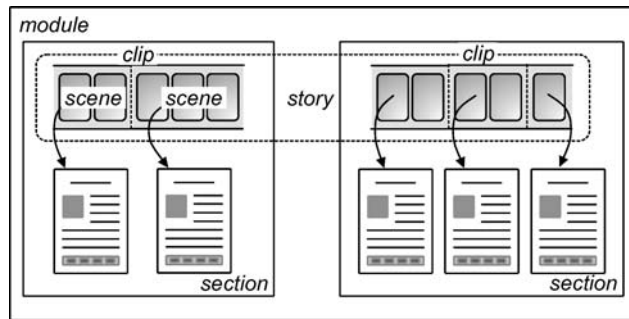 module
clip
clip
scene
scene
story
section
section